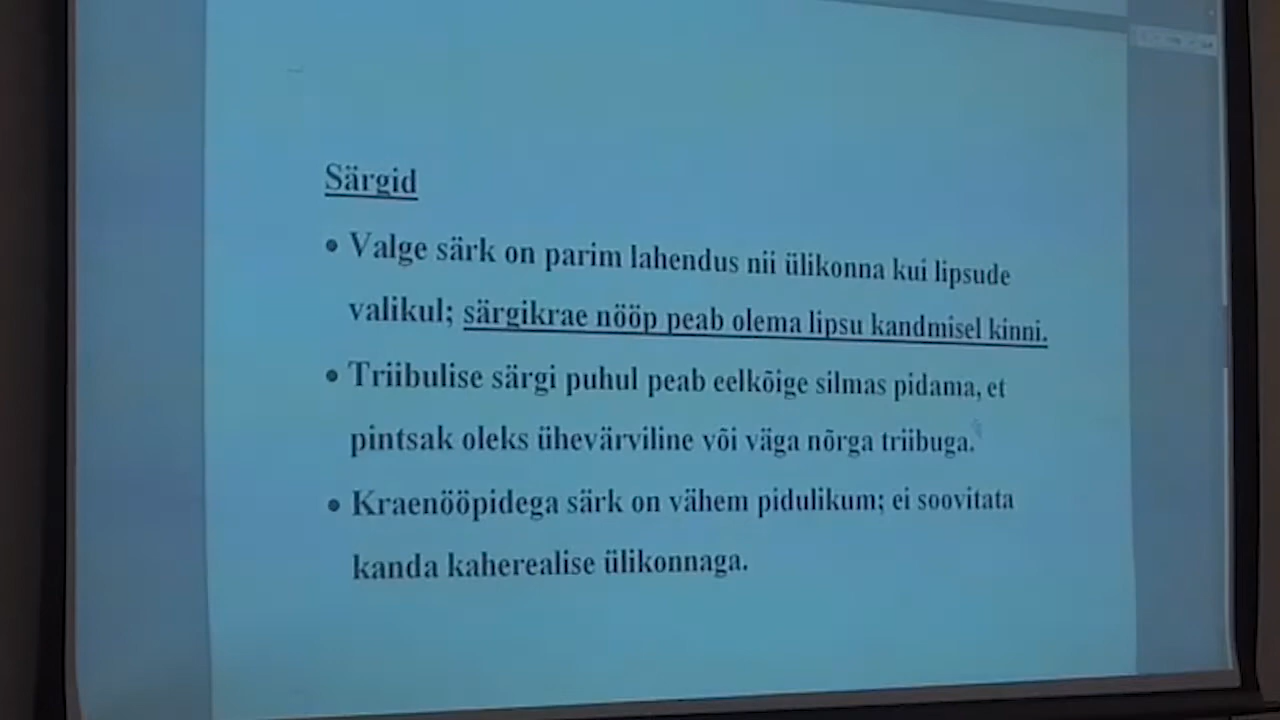 Särgid
• Valge särk on parim lahendus nii ülikonna kui lipsude
valikul; särgikrae nööp peab olema lipsu kandmisel kinni.
• Triibulise särgi puhul peab eelkõige silmas pidama, et
pintsak oleks ühevärviline või väga nõrga triibuga.
• Kraenööpidega särk on vähem pidulikum; ei soovitata
kanda kaherealise ülikonnaga.